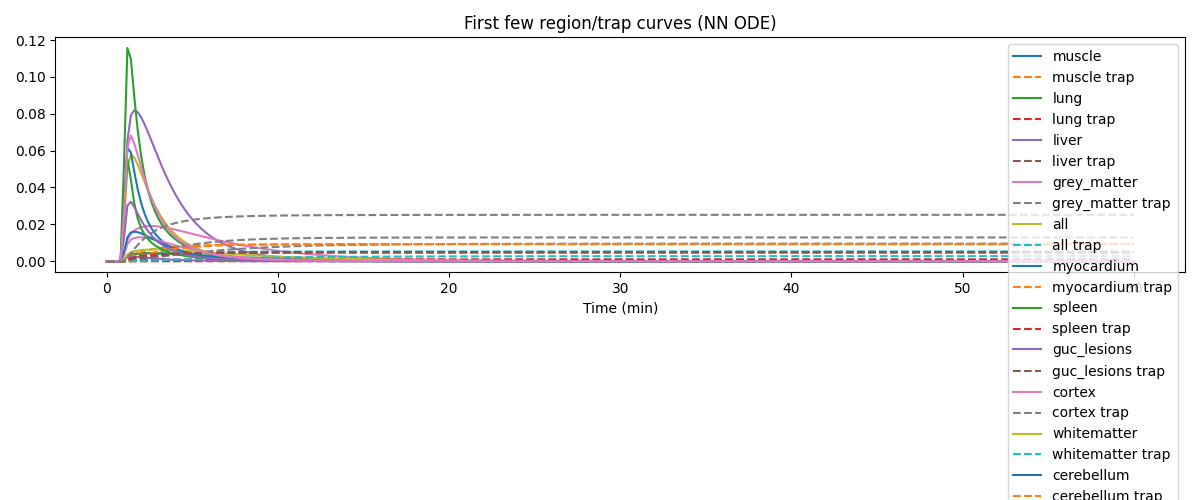 First few region/trap curves (NN ODE)
0.12
0.10
0.08
0.06
0.04
0.02
0.00
0 10 20 30 40 50
Time (min)
muscle
muscle trap
lung
lung trap
liver
liver trap
grey_matter
grey_matter trap
all
all trap
myocardium
myocardium trap
spleen
spleen trap
guc_lesions
guc_lesions trap
cortex
cortex trap
whitematter
whitematter trap
cerebellum
cerebellum trap